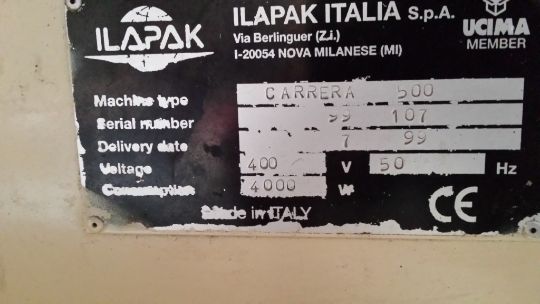 ILAPAK
ILAPAK ITALIA S.p.A.
Via Berlinguer (Z.i.)
I-20054 NOVA MILANESE (MI)
UCIMA
MEMBER
Machine type CARRERA 500
Serial number 99 107
Delivery date 7 99
Voltage 400 V 50 Hz
Consumption 4000 W
Made in ITALY
CE